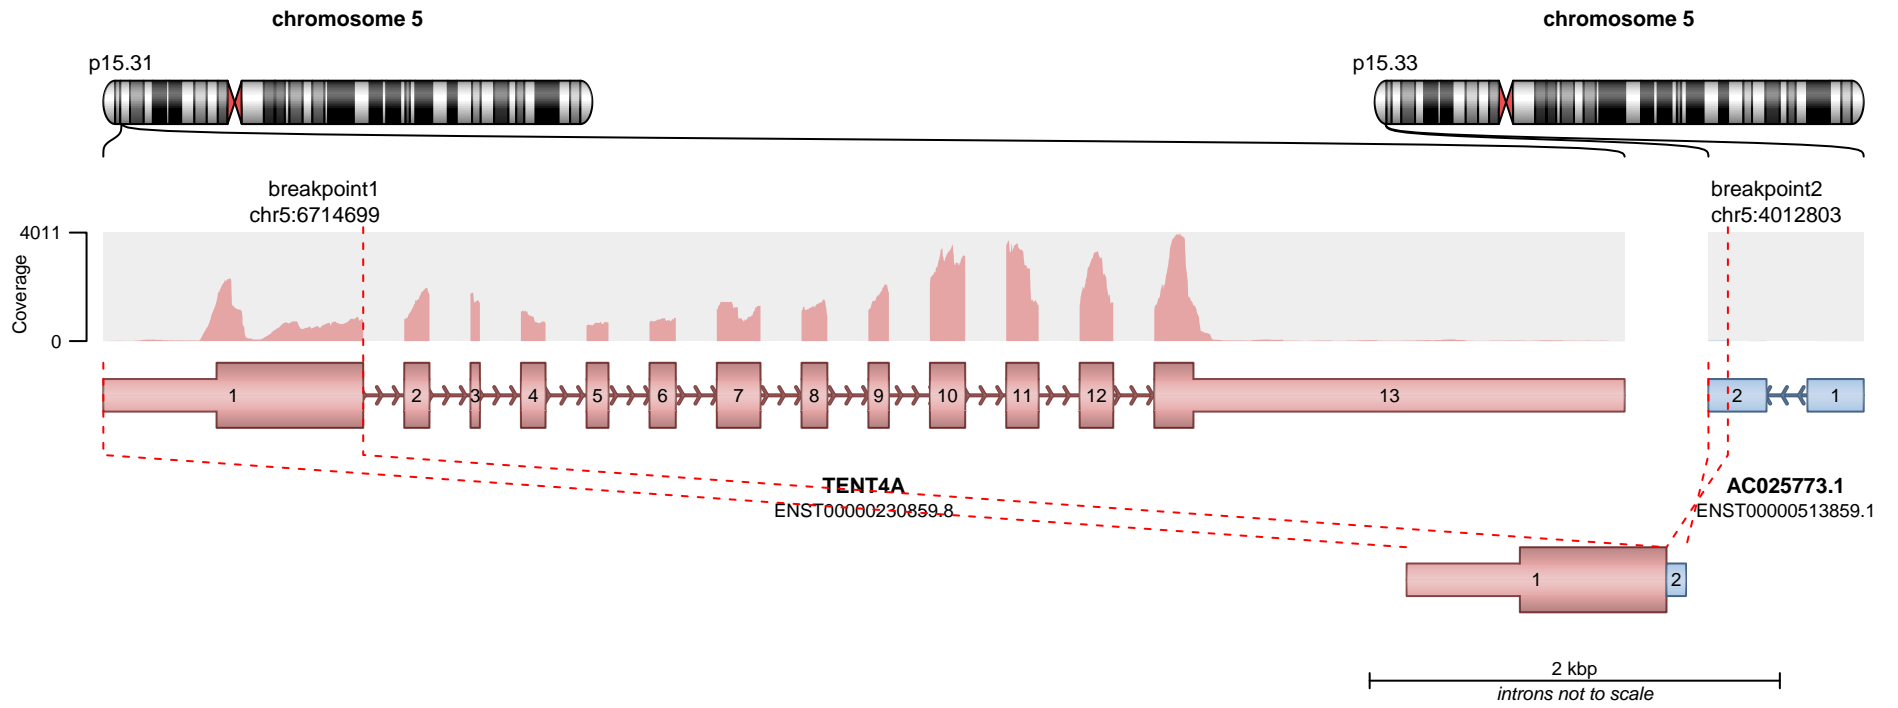 chromosome 5
chromosome 5
p15.31
p15.33
breakpoint1
chr5:6714699
breakpoint2
chr5:4012803
4011
Coverage
0
1 2 3 4 5 6 7 8 9 10 11 12 13 2 1
TENT4A
ENST00000230859.8
AC025773.1
ENST00000513859.1
1 2
2 kbp
introns not to scale